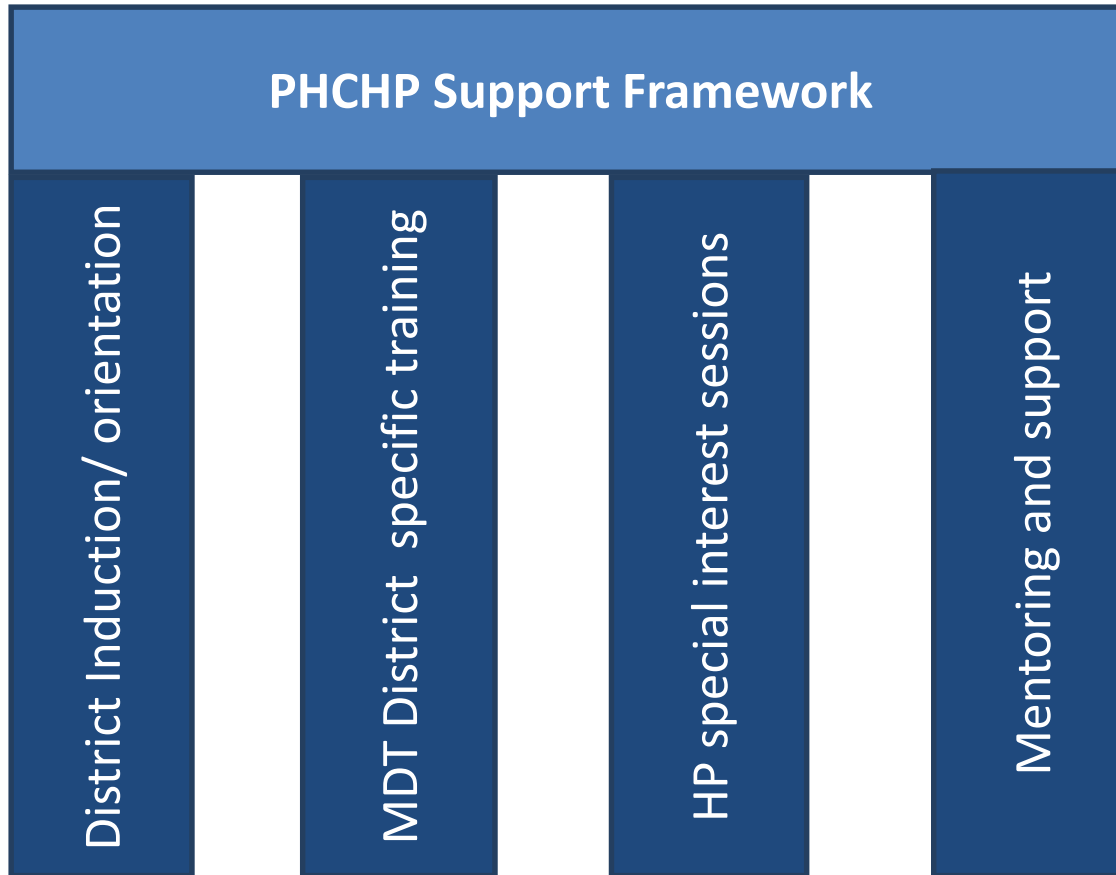 PHCHP Support Framework
District Induction/ orientation
MDT District  specific training
HP special interest sessions
Mentoring and support